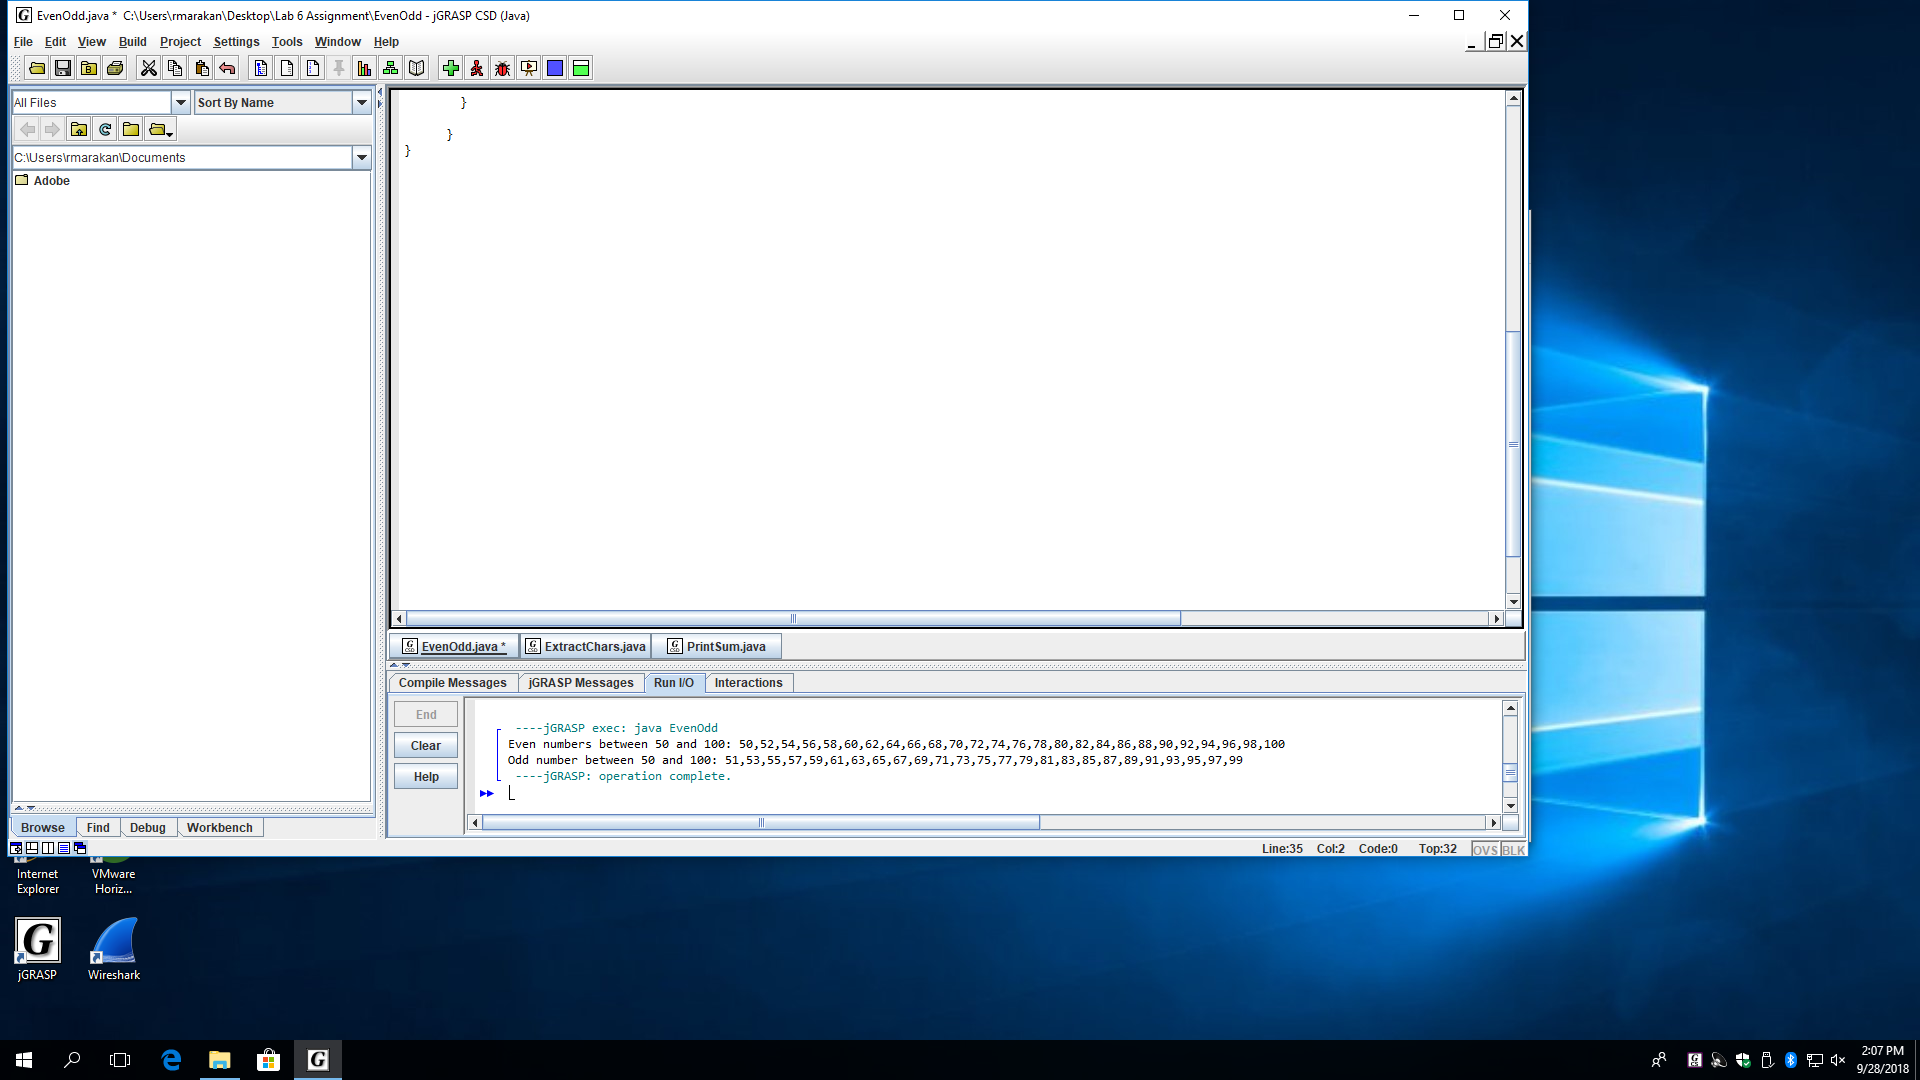 EvenOdd.java *  C:\Users\rmarakan\Desktop\Lab 6 Assignment\EvenOdd - jGRASP CSD (Java)
File Edit View Build Project Settings Tools Window Help
All Files Sort By Name
C:\Users\rmarakan\Documents
Adobe
}
}
}
EvenOdd.java * ExtractChars.java PrintSum.java
Compile Messages jGRASP Messages Run I/O Interactions
End
Clear
Help
----jGRASP exec: java EvenOdd
Even numbers between 50 and 100: 50,52,54,56,58,60,62,64,66,68,70,72,74,76,78,80,82,84,86,88,90,92,94,96,98,100
Odd number between 50 and 100: 51,53,55,57,59,61,63,65,67,69,71,73,75,77,79,81,83,85,87,89,91,93,95,97,99
----jGRASP: operation complete.
Browse Find Debug Workbench
Line:35 Col:2 Code:0 Top:32 OVS BLK
Internet Explorer
VMware Horiz...
G
jGRASP
Wireshark
2:07 PM
9/28/2018